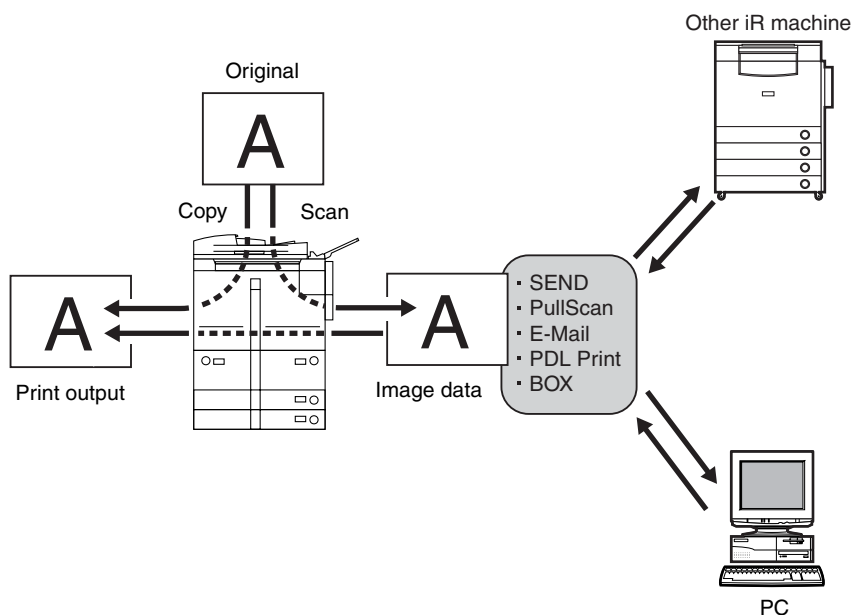 Other iR machine
Original
A
Copy
Scan
A
A
· SEND
· PullScan
· E-Mail
· PDL Print
· BOX
Print output
Image data
PC